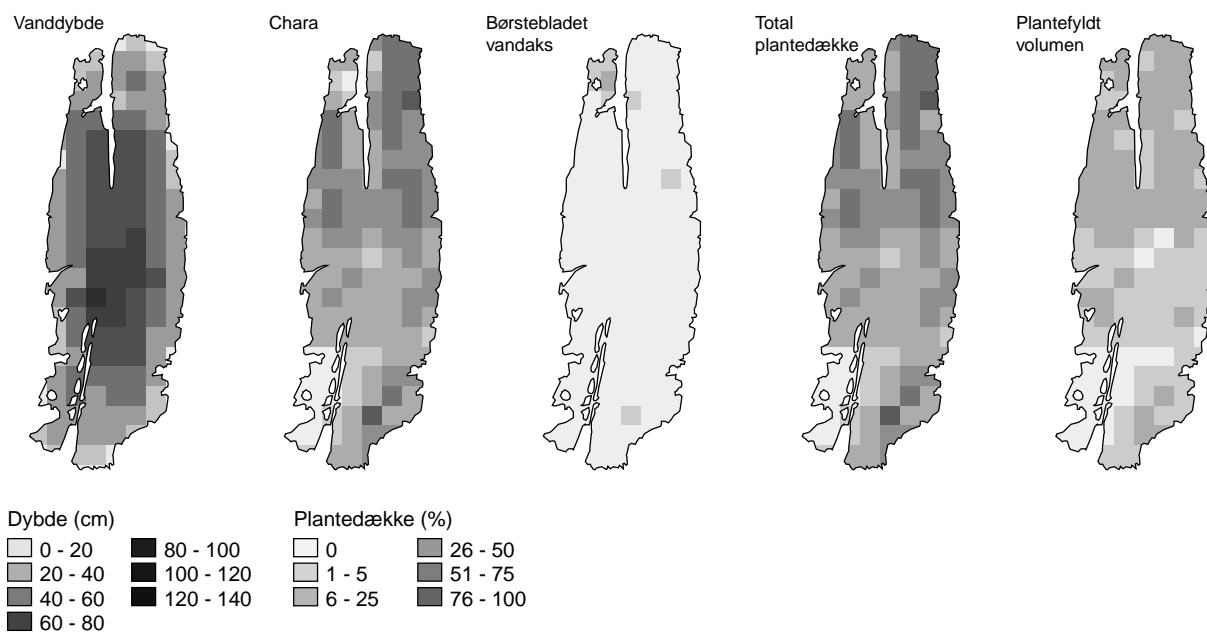 Vanddybde
Chara
Børstebladet
vandaks
Total
plantedække
Plantefyldt
volumen
Dybde (cm)
0 - 20
20 - 40
40 - 60
60 - 80
80 - 100
100 - 120
120 - 140
Plantedække (%)
0
1 - 5
6 - 25
26 - 50
51 - 75
76 - 100